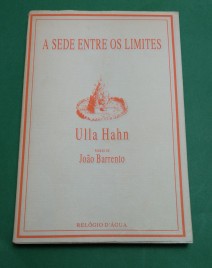 A SEDE ENTRE OS LIMITES
Ulla Hahn
João Barrento
RELÓGIO D'ÁGUA